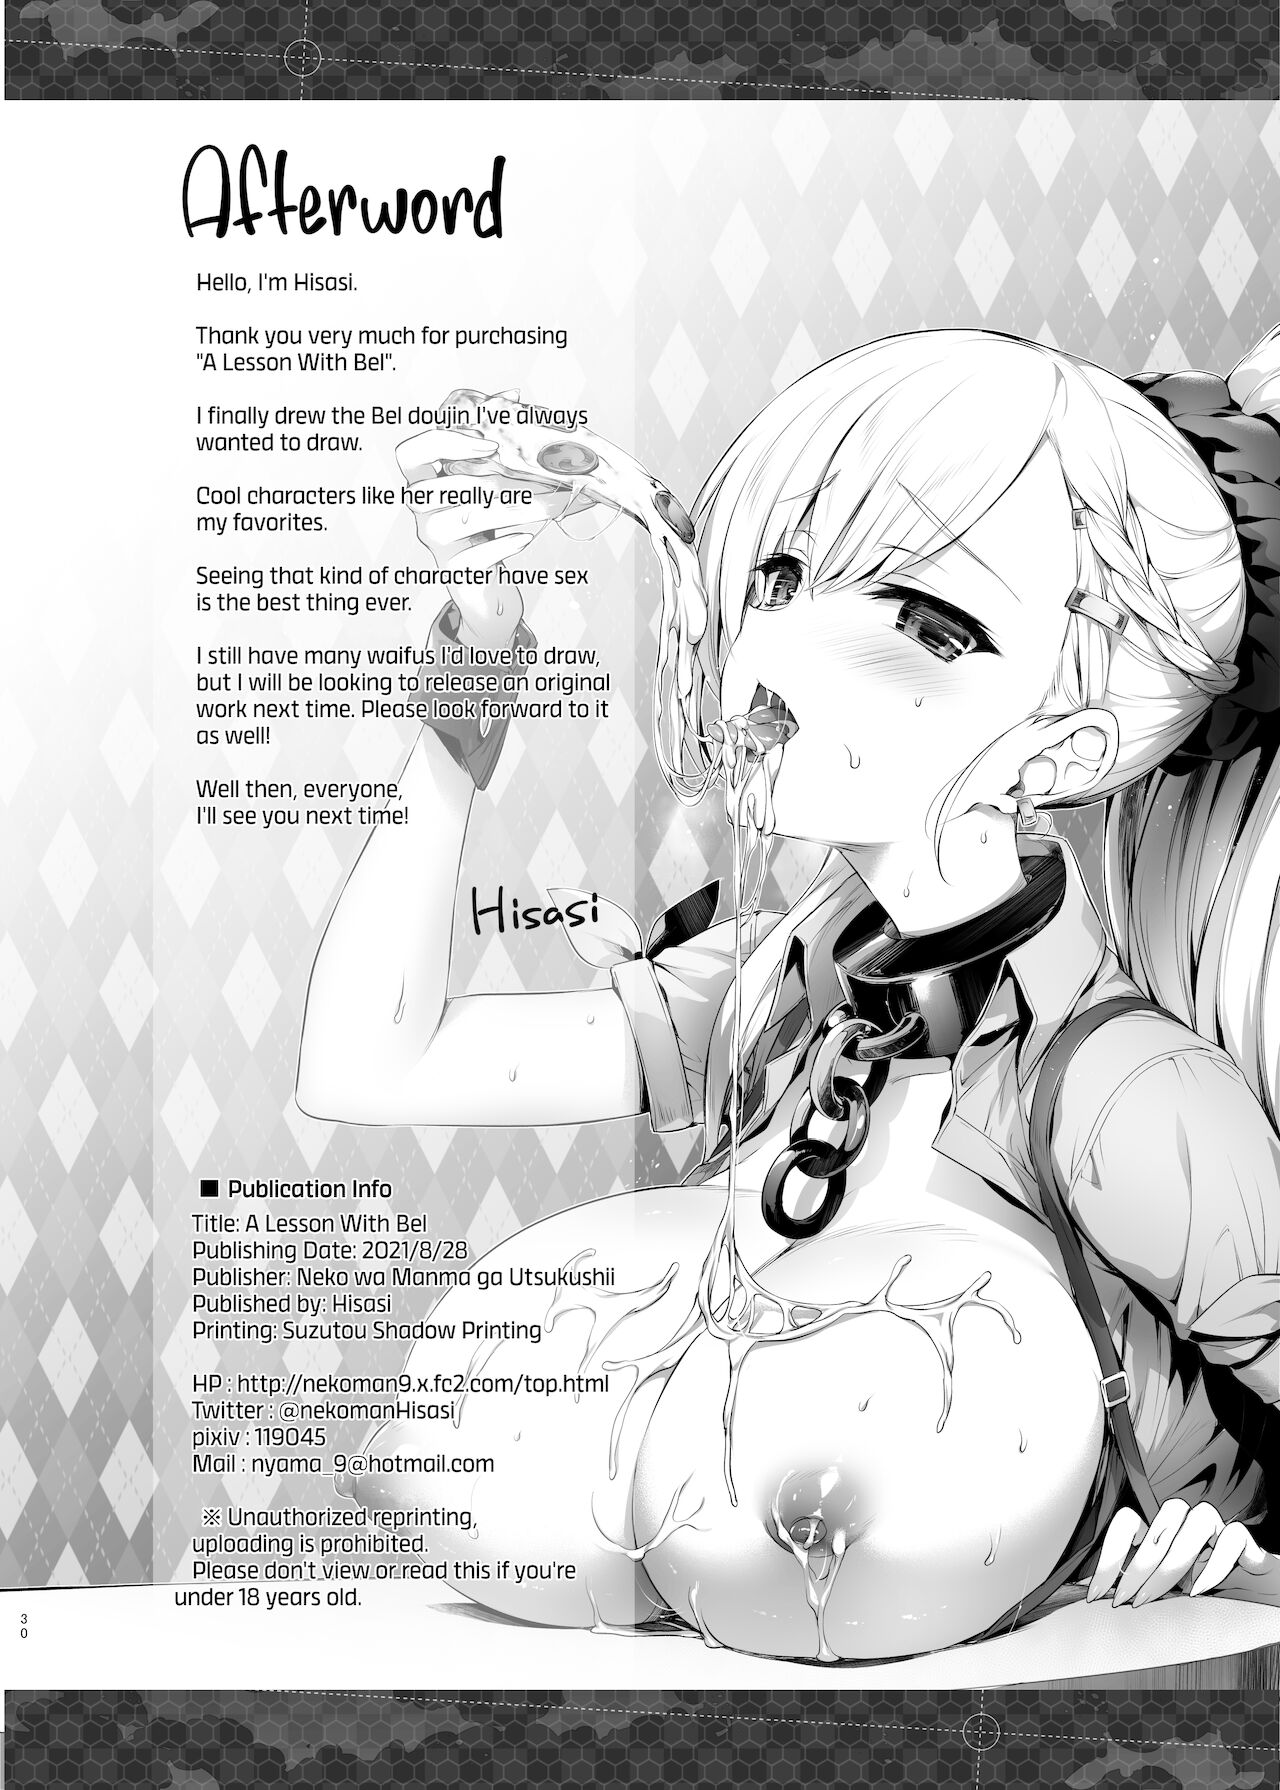 Afterword
Hello, I'm Hisasi.
Thank you very much for purchasing
"A Lesson With Bel".
I finally drew the Bel doujin I've always
wanted to draw.
Cool characters like her really are
my favorites.
Seeing that kind of character have sex
is the best thing ever.
I still have many waifus I'd love to draw,
but I will be looking to release an original
work next time. Please look forward to it
as well!
Well then, everyone,
I'll see you next time!
Hisasi
■ Publication Info
Title: A Lesson With Bel
Publishing Date: 2021/8/28
Publisher: Neko wa Manma ga Utsukushii
Published by: Hisasi
Printing: Suzutou Shadow Printing
HP : http://nekoman9.x.fc2.com/top.html
Twitter : @nekomanHisasi
pixiv : 119045
Mail : nyama_9@hotmail.com
※ Unauthorized reprinting,
uploading is prohibited.
Please don't view or read this if you're
under 18 years old.
30